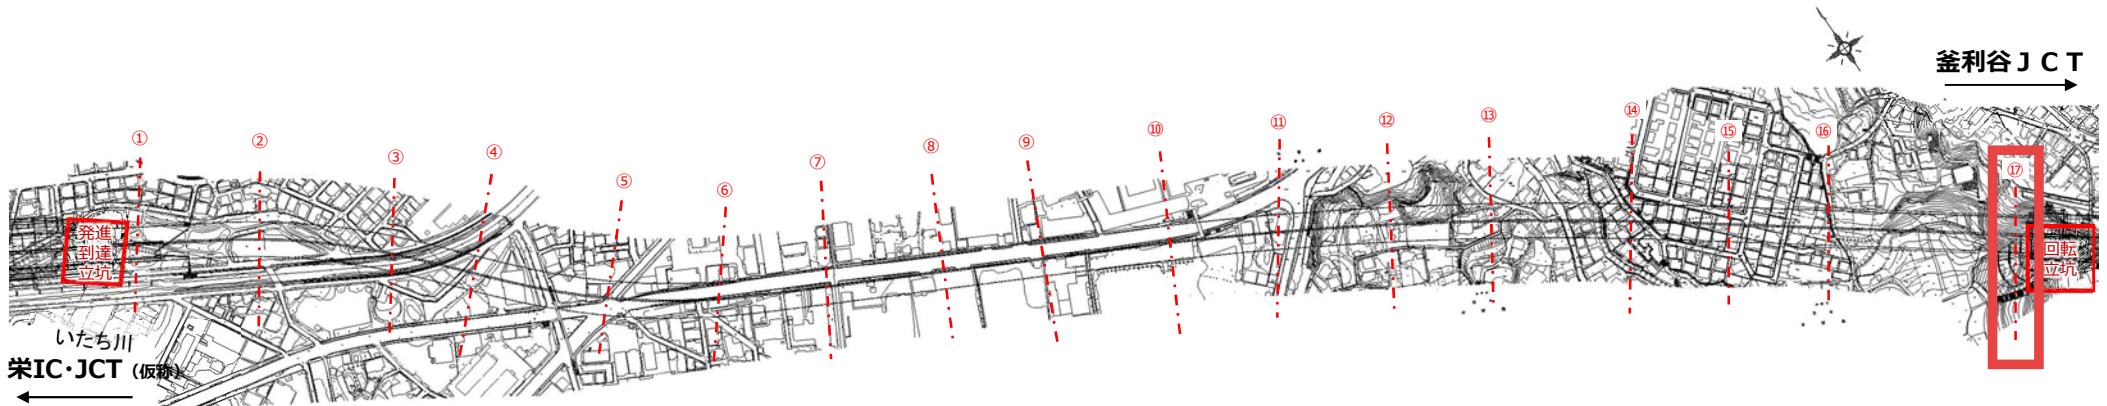 釜利谷ＪＣＴ
①
②
③
④
⑤
⑥
⑦
⑧
⑨
⑩
⑪
⑫
⑬
⑭
⑮
⑯
⑰
発進
到達
立坑
回転
立坑
いたち川
栄IC・JCT（仮称）